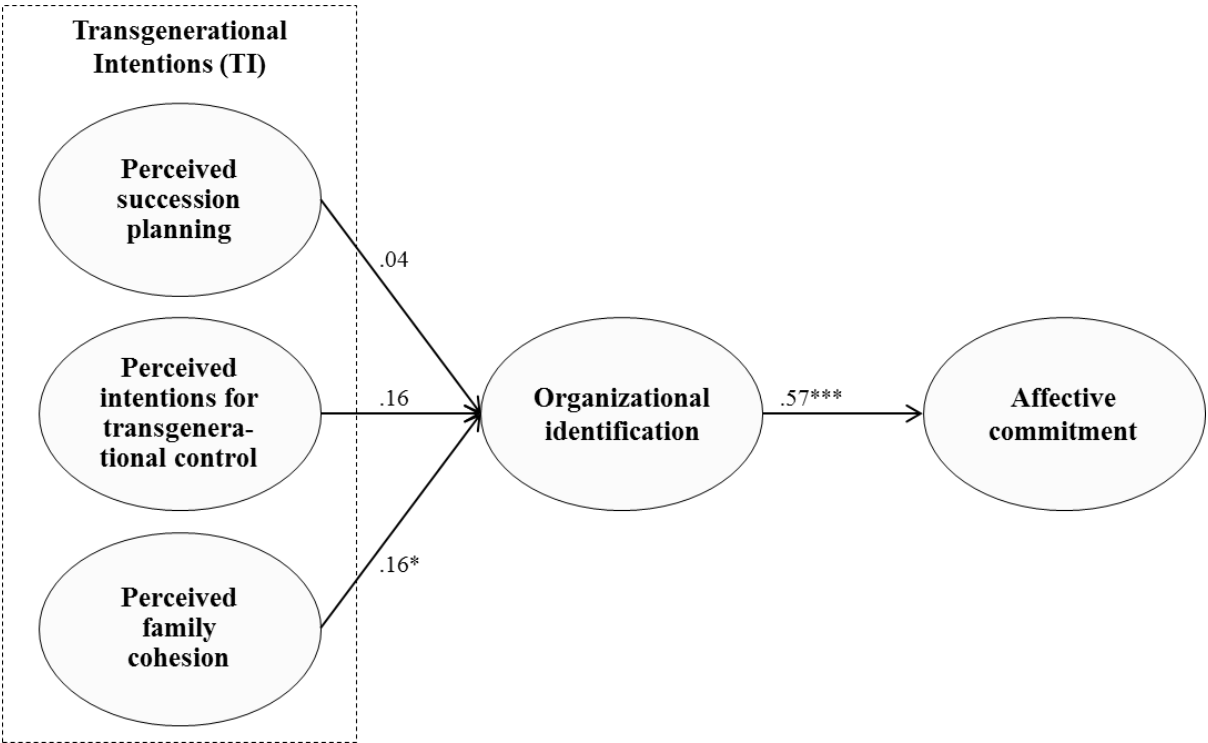 Transgenerational
Intentions (TI)
Perceived
succession
planning
.04
Perceived
intentions for
transgenera-
tional control
.16
Organizational
identification
.57***
Affective
commitment
.16*
Perceived
family
cohesion